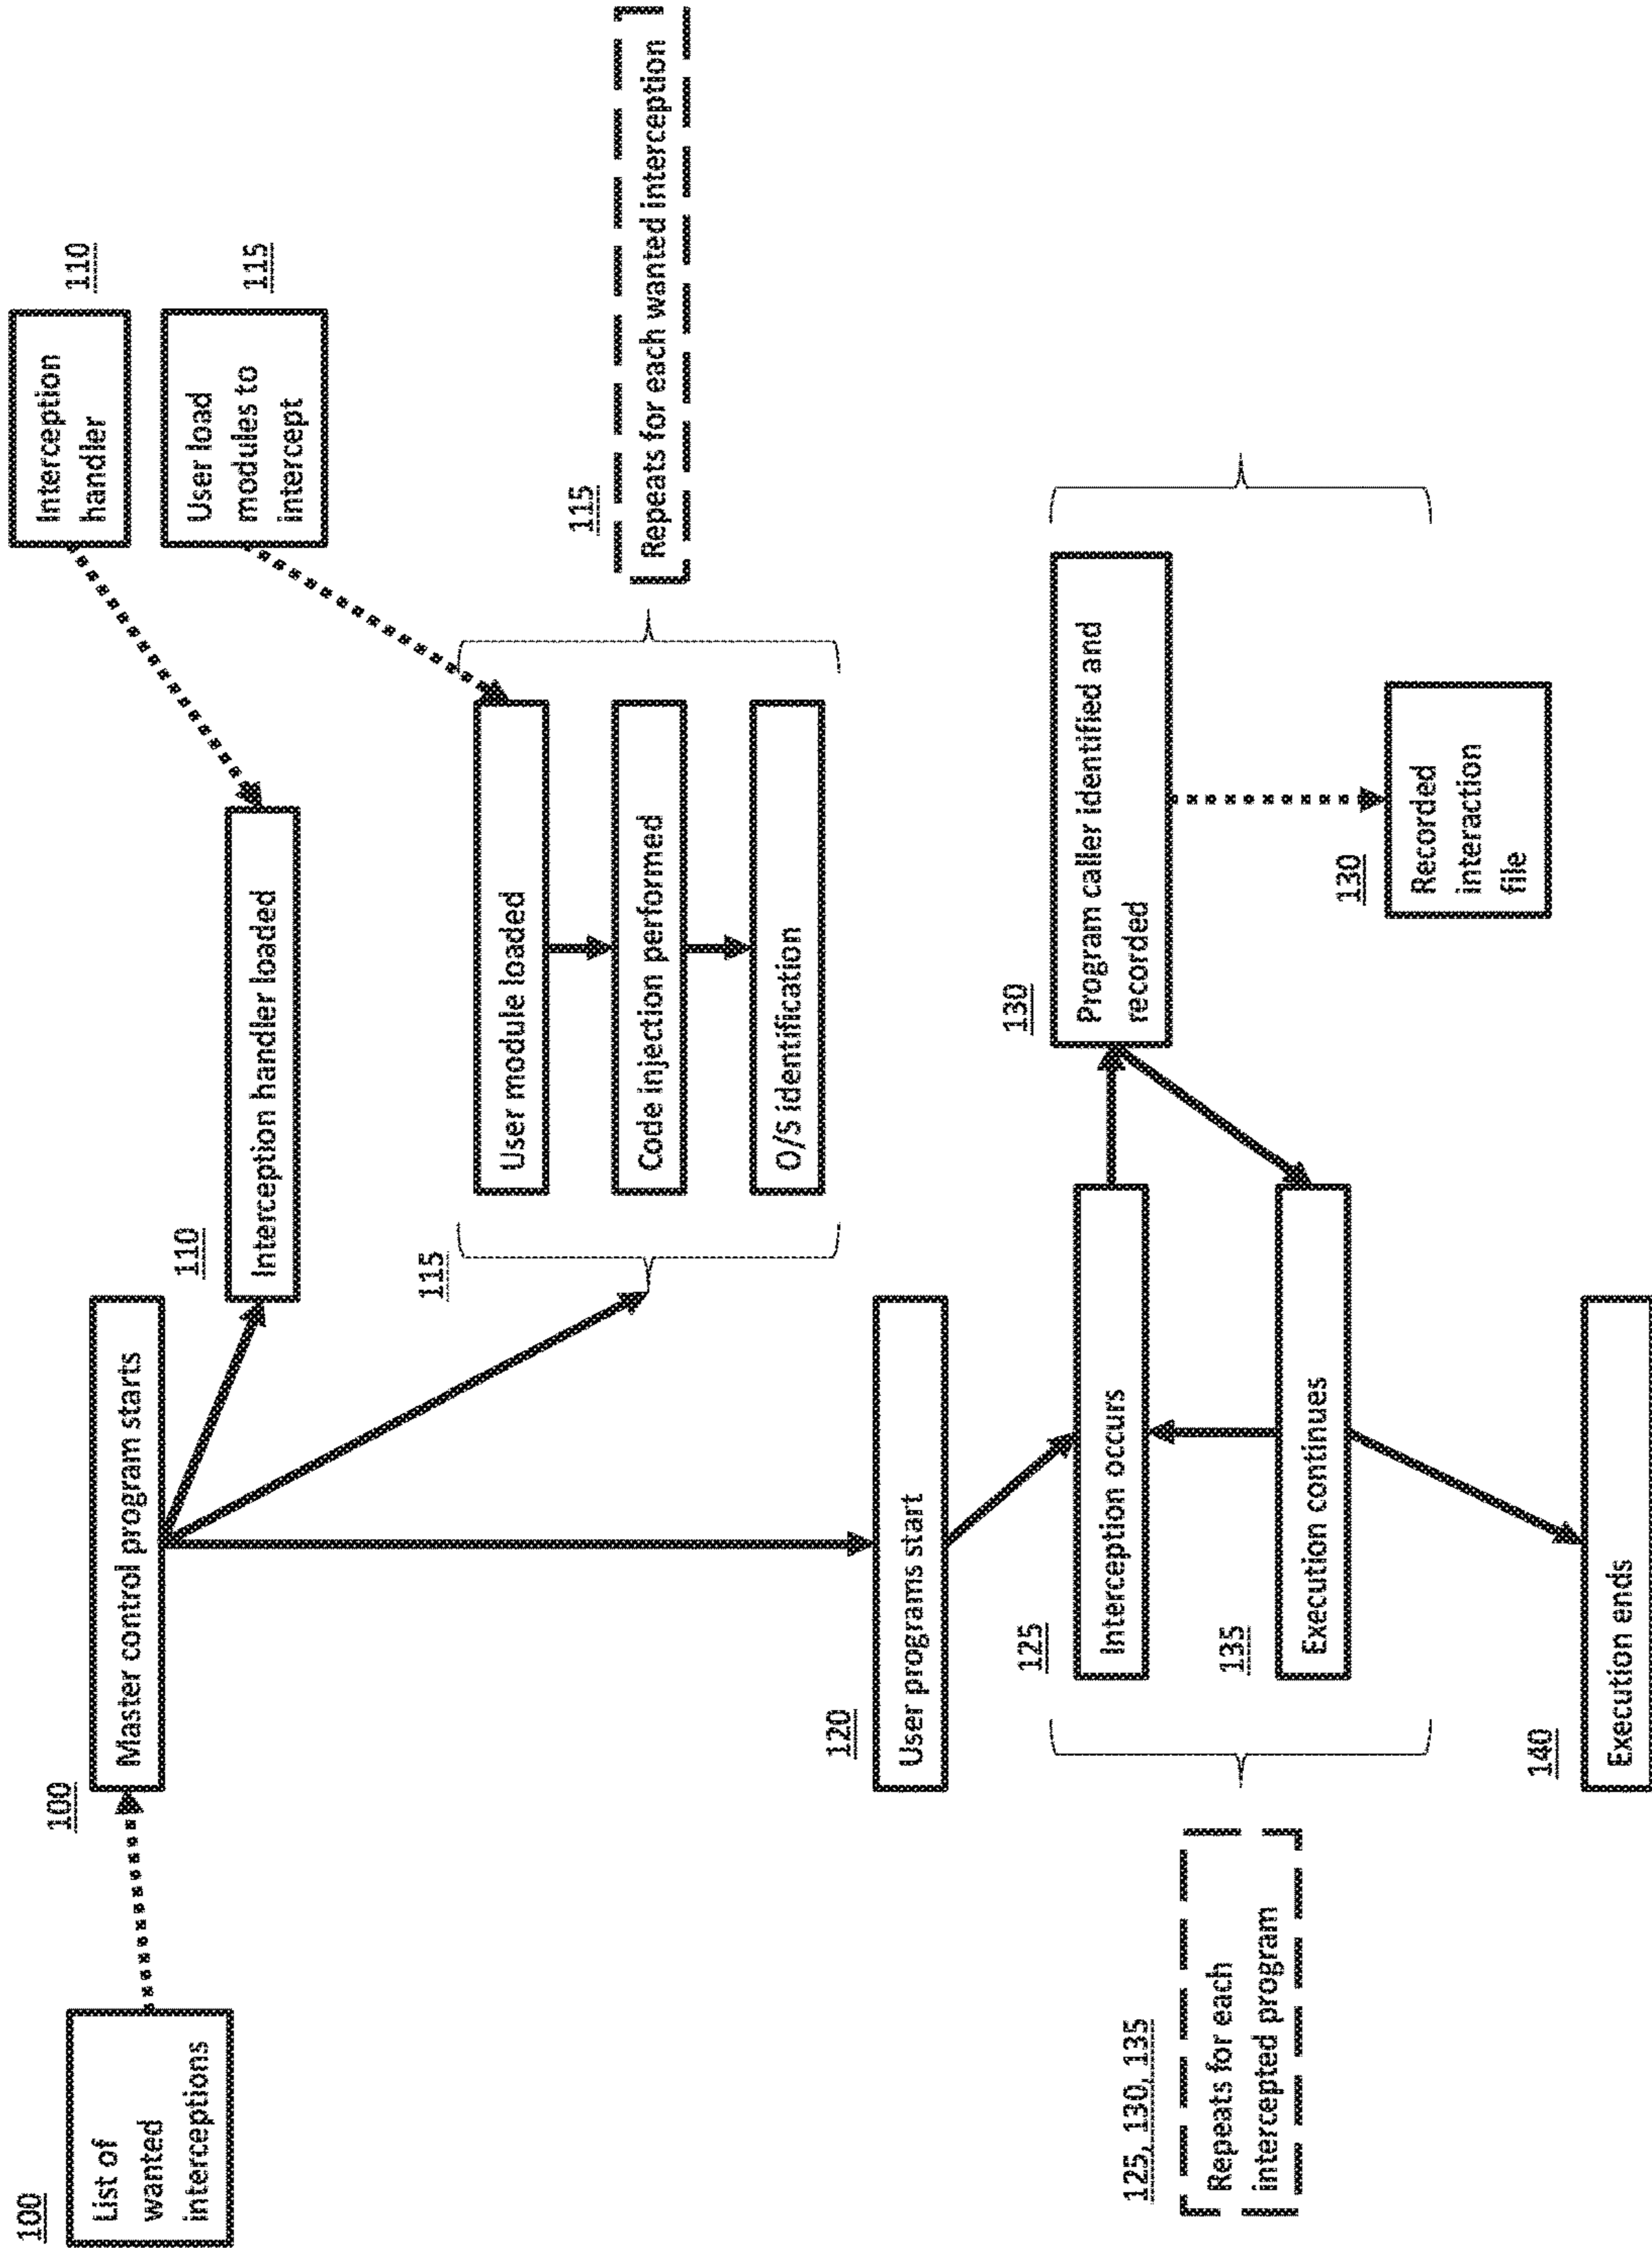 100
List of
wanted
interceptions
100
Master control program starts
110
Interception handler loaded
110
Interception
handler
115
User load
modules to
intercept
115
User module loaded
Code injection performed
O/S identification
115
Repeats for each wanted interception
120
User programs start
125
Interception occurs
130
Program caller identified and
recorded
135
Execution continues
130
Recorded
interaction
file
125, 130, 135
Repeats for each
intercepted program
140
Execution ends